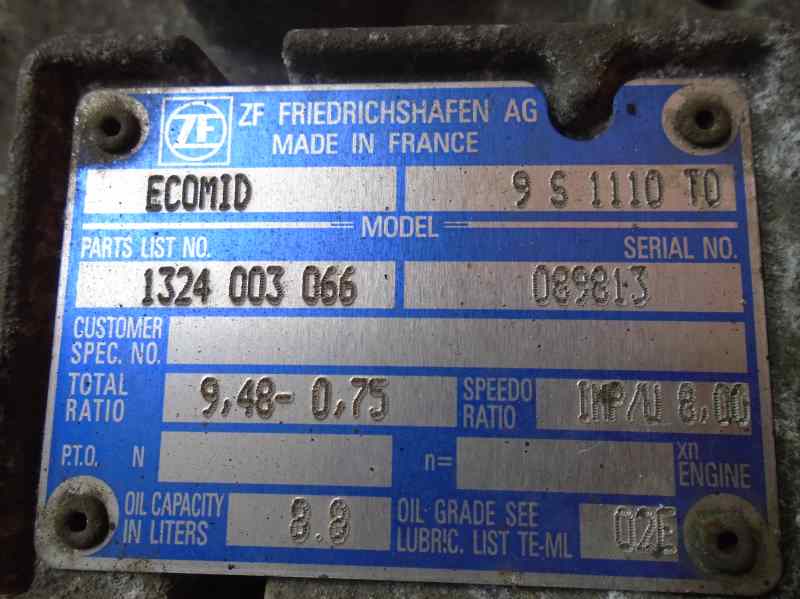 ZF ZF FRIEDRICHSHAFEN AG
MADE IN FRANCE
ECOMID 9 S 1110 TO
MODEL
PARTS LIST NO. SERIAL NO.
1324 003 066 089813
CUSTOMER
SPEC. NO.
TOTAL
RATIO 9,48- 0,75 SPEEDO
RATIO IMP/U 8,00
P.T.O. N n= xn
ENGINE
OIL CAPACITY
IN LITERS 8.8 OIL GRADE SEE
LUBRIC. LIST TE-ML 02E